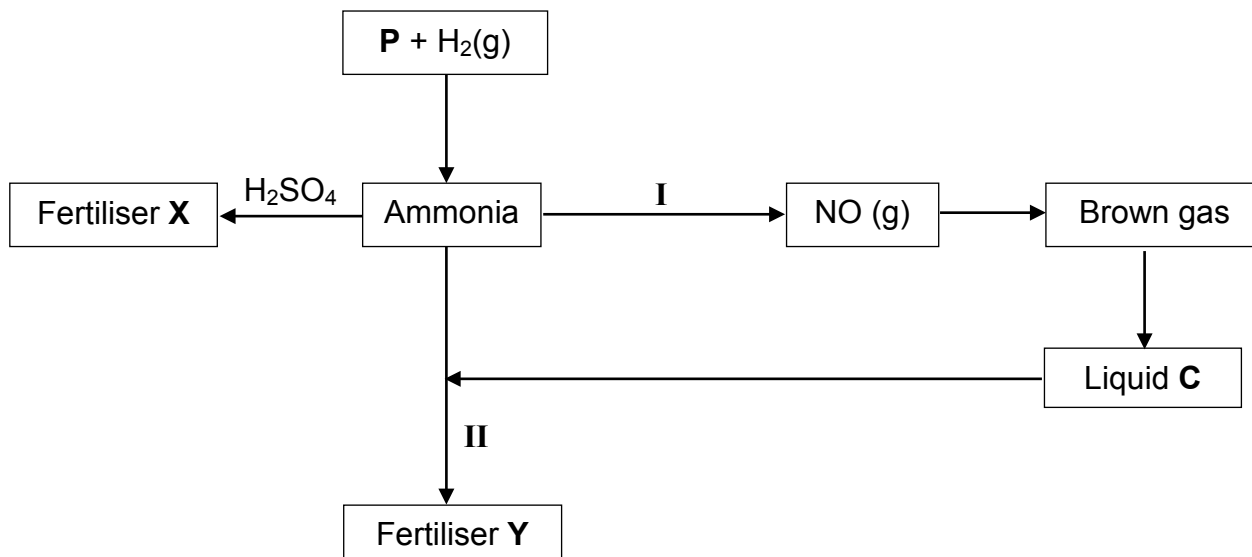 P + H₂(g)
H₂SO₄
I
Fertiliser X
Ammonia
NO (g)
Brown gas
Liquid C
II
Fertiliser Y